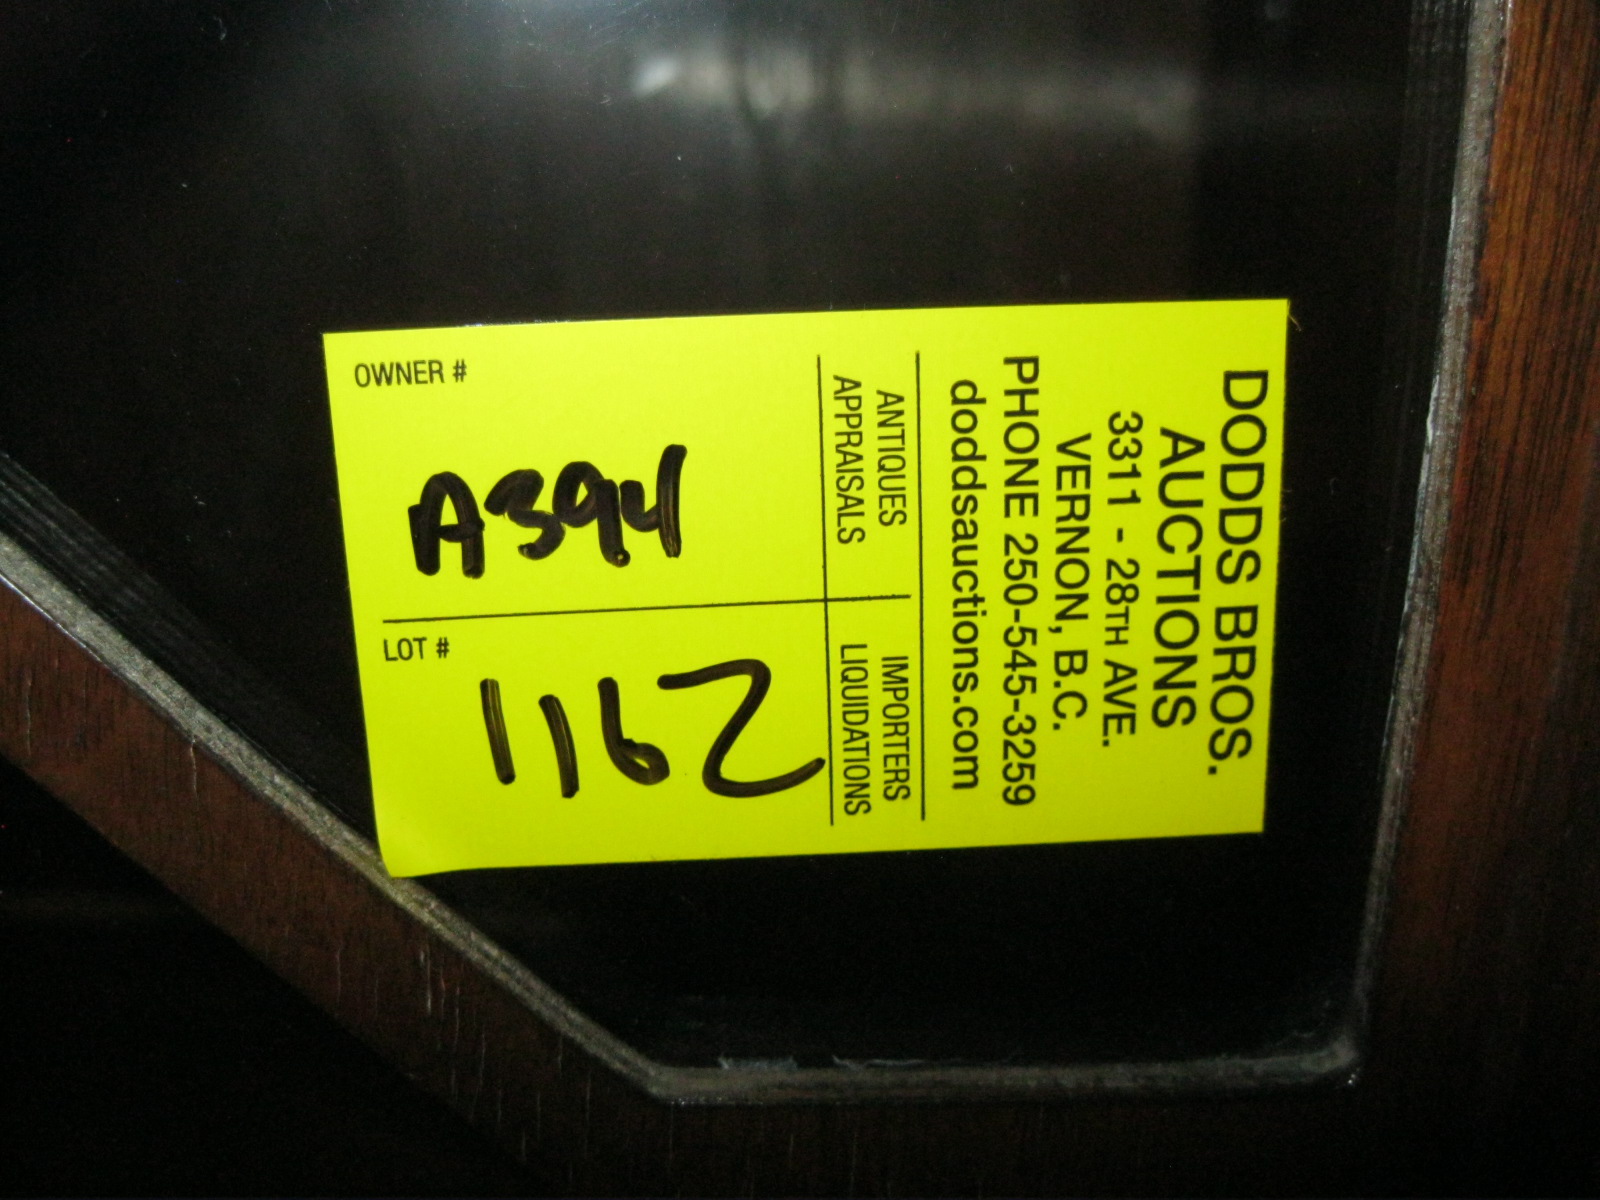 DODDS BROS.
AUCTIONS
3311 - 28TH AVE.
VERNON, B.C.
PHONE 250-545-3259
doddsauctions.com
ANTIQUES
APPRAISALS
IMPORTERS
LIQUIDATIONS
OWNER #
A394
LOT #
1162